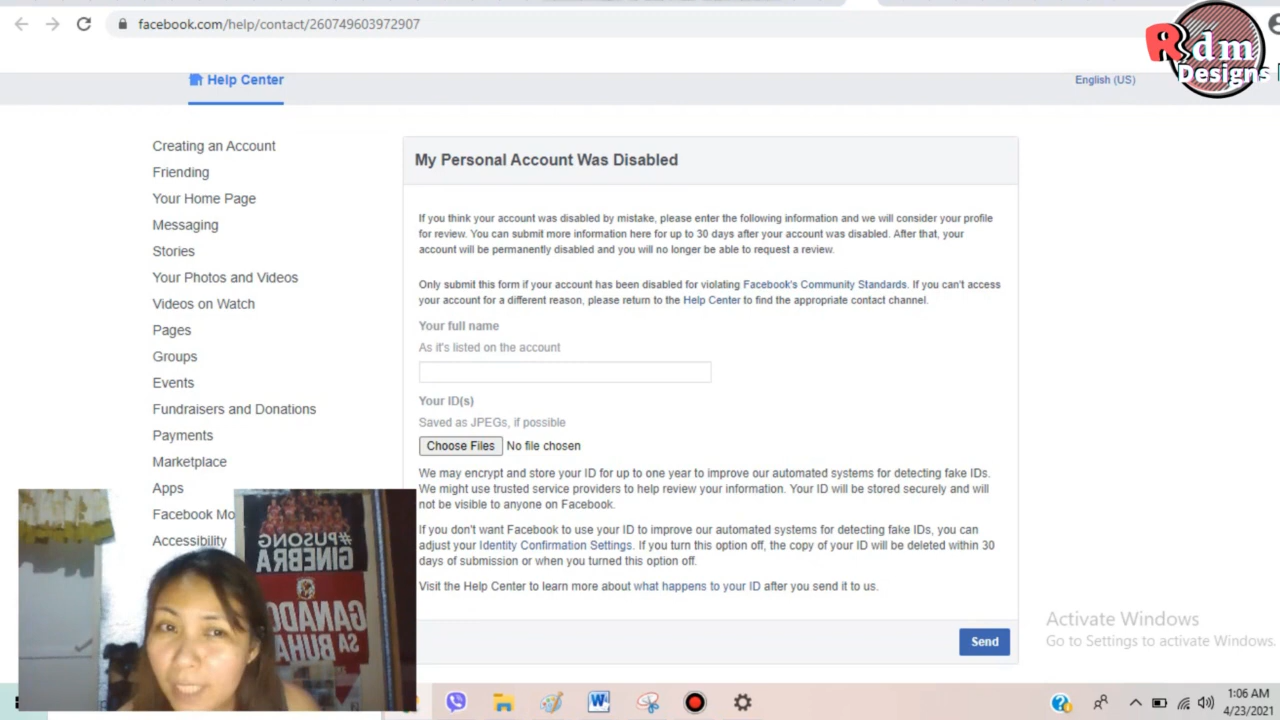 facebook.com/help/contact/260749603972907
Rdm
Designs
Help Center
English (US)
Creating an Account
Friending
Your Home Page
Messaging
Stories
Your Photos and Videos
Videos on Watch
Pages
Groups
Events
Fundraisers and Donations
Payments
Marketplace
Apps
Facebook Mo
Accessibility
My Personal Account Was Disabled
If you think your account was disabled by mistake, please enter the following information and we will consider your profile
for review. You can submit more information here for up to 30 days after your account was disabled. After that, your
account will be permanently disabled and you will no longer be able to request a review.
Only submit this form if your account has been disabled for violating Facebook's Community Standards. If you can't access
your account for a different reason, please return to the Help Center to find the appropriate contact channel.
Your full name
As it's listed on the account
Your ID(s)
Saved as JPEGs, if possible
Choose Files No file chosen
We may encrypt and store your ID for up to one year to improve our automated systems for detecting fake IDs.
We might use trusted service providers to help review your information. Your ID will be stored securely and will
not be visible to anyone on Facebook.
If you don't want Facebook to use your ID to improve our automated systems for detecting fake IDs, you can
adjust your Identity Confirmation Settings. If you turn this option off, the copy of your ID will be deleted within 30
days of submission or when you turned this option off.
Visit the Help Center to learn more about what happens to your ID after you send it to us.
Send
#PUSONG
GINEBRA
GANADO
SA BUHA
Activate Windows
Go to Settings to activate Windows.
1:06 AM
4/23/2021